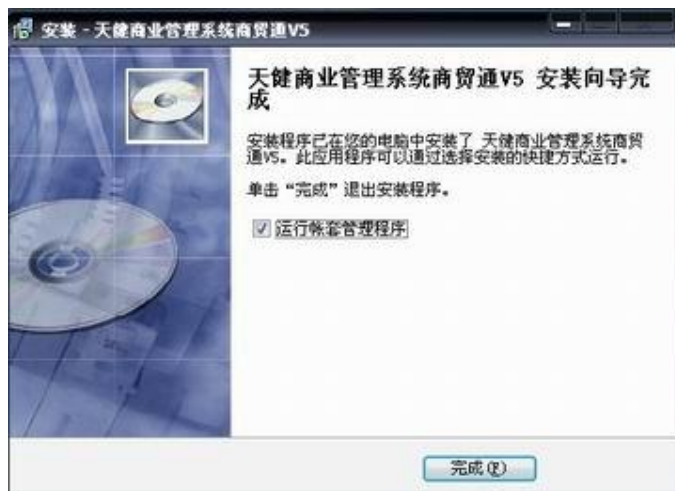 安装 - 天健商业管理系统商贸通V5
天健商业管理系统商贸通V5 安装向导完
成
安装程序已在您的电脑中安装了 天健商业管理系统商贸
通V5。此应用程序可以通过选择安装的快捷方式运行。
单击“完成”退出安装程序。
运行帐套管理程序
完成(F)